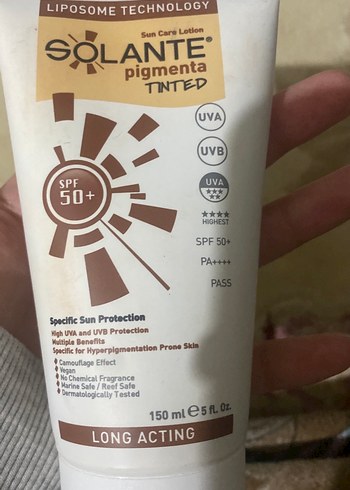 LIPOSOME TECHNOLOGY
Sun Care Lotion
SOLANTE®
pigmenta
TINTED
UVA
UVB
UVA
★★★
★★
★★★★
HIGHEST
SPF
50+
SPF 50+
PA++++
PASS
Specific Sun Protection
High UVA and UVB Protection
Multiple Benefits
Specific for Hyperpigmentation Prone Skin
Camouflage Effect
Vegan
No Chemical Fragrance
Marine Safe / Reef Safe
Dermatologically Tested
150 ml ℮ 5 fl. Oz.
LONG ACTING